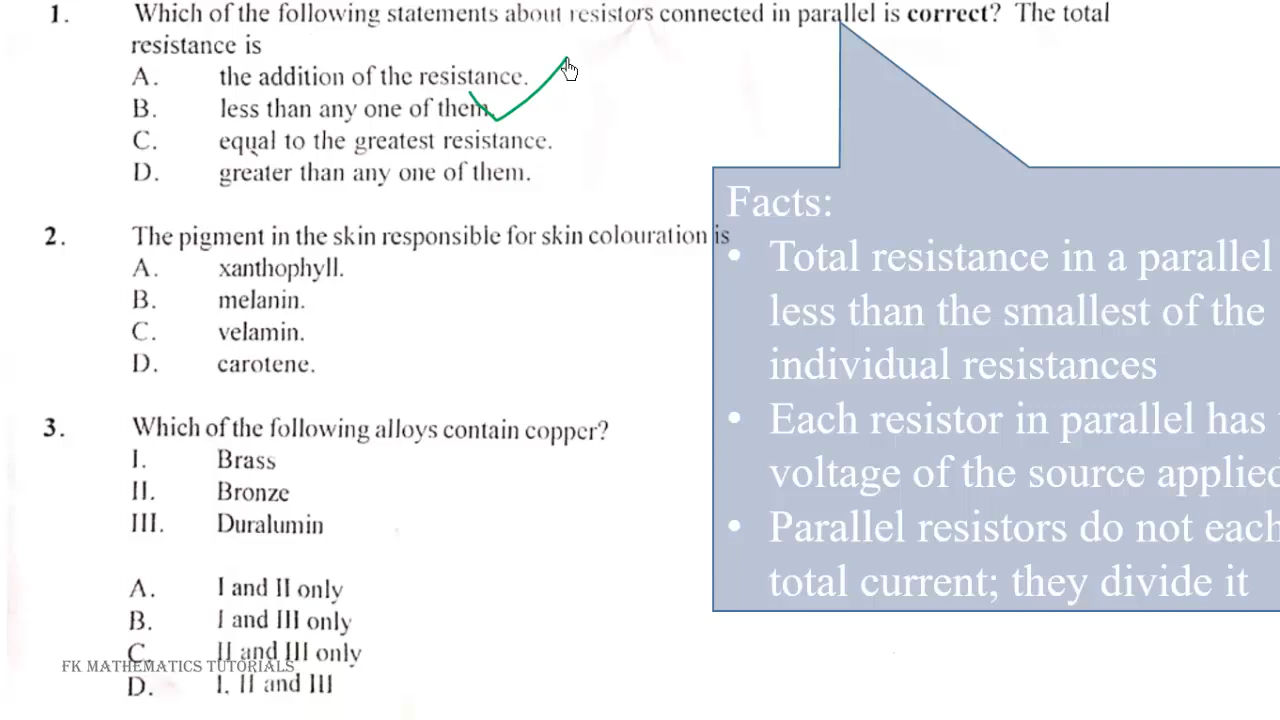 1. Which of the following statements about resistors connected in parallel is correct? The total
resistance is
A. the addition of the resistance.
B. less than any one of them.
C. equal to the greatest resistance.
D. greater than any one of them.
2. The pigment in the skin responsible for skin colouration is
A. xanthophyll.
B. melanin.
C. velamin.
D. carotene.
3. Which of the following alloys contain copper?
I. Brass
II. Bronze
III. Duralumin
A. I and II only
B. I and III only
C. II and III only
D. I. II and III
FK MATHEMATICS TUTORIALS
Facts:
• Total resistance in a parallel
less than the smallest of the
individual resistances
• Each resistor in parallel has
voltage of the source applied
• Parallel resistors do not each
total current; they divide it